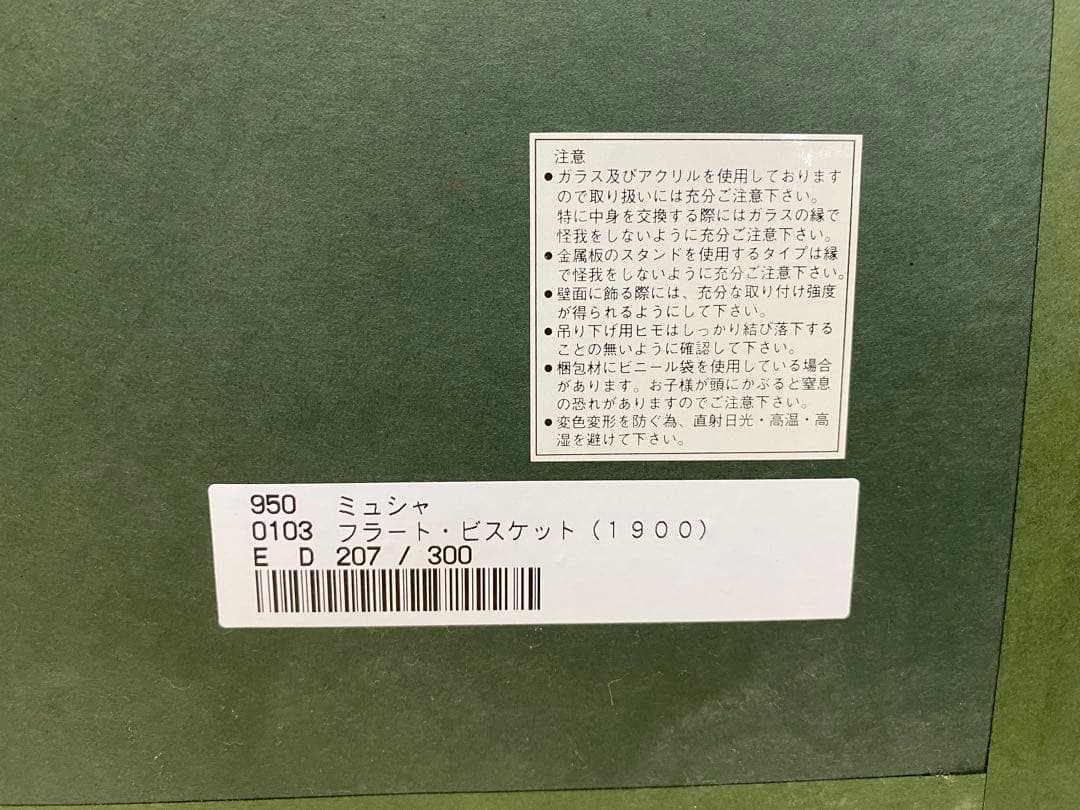 注意
●ガラス及びアクリルを使用しております
ので取り扱いには充分ご注意下さい。
特に中身を交換する際にはガラスの縁で
怪我をしないように充分ご注意下さい。
●金属板のスタンドを使用するタイプは縁
で怪我をしないように充分ご注意下さい。
●壁面に飾る際には、充分な取り付け強度
が得られるようにして下さい。
●吊り下げ用ヒモはしっかり結び落下する
ことの無いように確認して下さい。
●梱包材にビニール袋を使用している場合
があります。お子様が頭にかぶると窒息
の恐れがありますのでご注意下さい。
●変色変形を防ぐ為、直射日光・高温・高
湿を避けて下さい。
950 ミュシャ
0103 フラート・ビスケット(1900)
E D 207 / 300